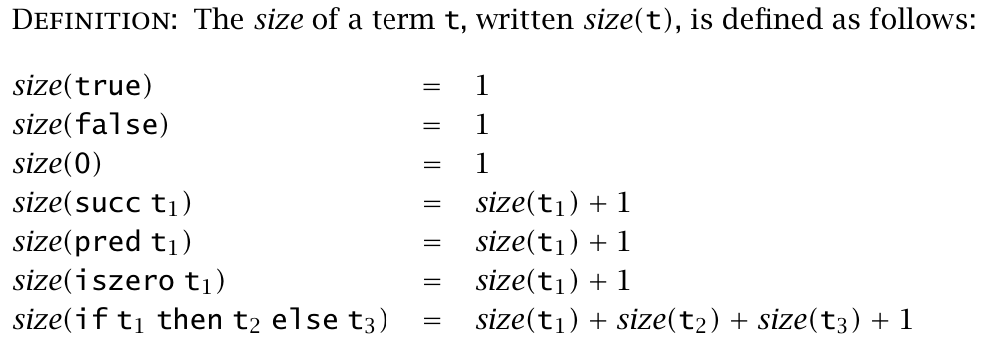 DEFINITION: The size of a term t, written size(t), is defined as follows:
size(true) = 1
size(false) = 1
size(0) = 1
size(succ t₁) = size(t₁) + 1
size(pred t₁) = size(t₁) + 1
size(iszero t₁) = size(t₁) + 1
size(if t₁ then t₂ else t₃) = size(t₁) + size(t₂) + size(t₃) + 1